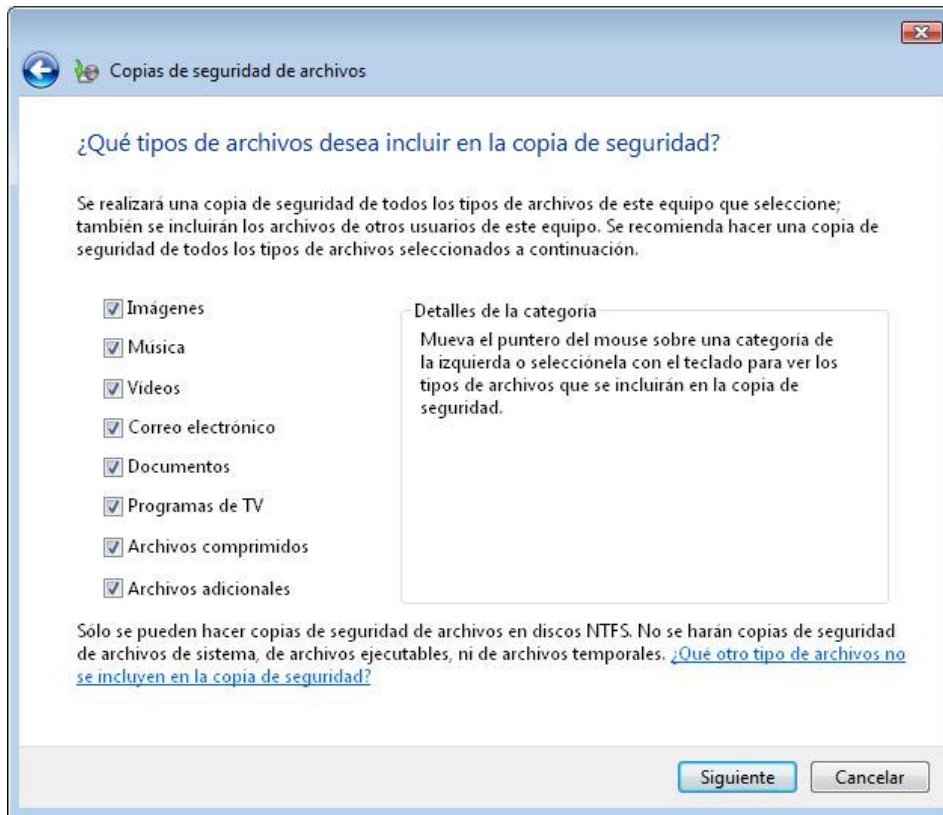 Copias de seguridad de archivos
¿Qué tipos de archivos desea incluir en la copia de seguridad?
Se realizará una copia de seguridad de todos los tipos de archivos de este equipo que seleccione;
también se incluirán los archivos de otros usuarios de este equipo. Se recomienda hacer una copia de
seguridad de todos los tipos de archivos seleccionados a continuación.
Imágenes
Música
Vídeos
Correo electrónico
Documentos
Programas de TV
Archivos comprimidos
Archivos adicionales
Detalles de la categoría
Mueva el puntero del mouse sobre una categoría de
la izquierda o selecciónela con el teclado para ver los
tipos de archivos que se incluirán en la copia de
seguridad.
Sólo se pueden hacer copias de seguridad de archivos en discos NTFS. No se harán copias de seguridad
de archivos de sistema, de archivos ejecutables, ni de archivos temporales. ¿Qué otro tipo de archivos no
se incluyen en la copia de seguridad?
Siguiente
Cancelar